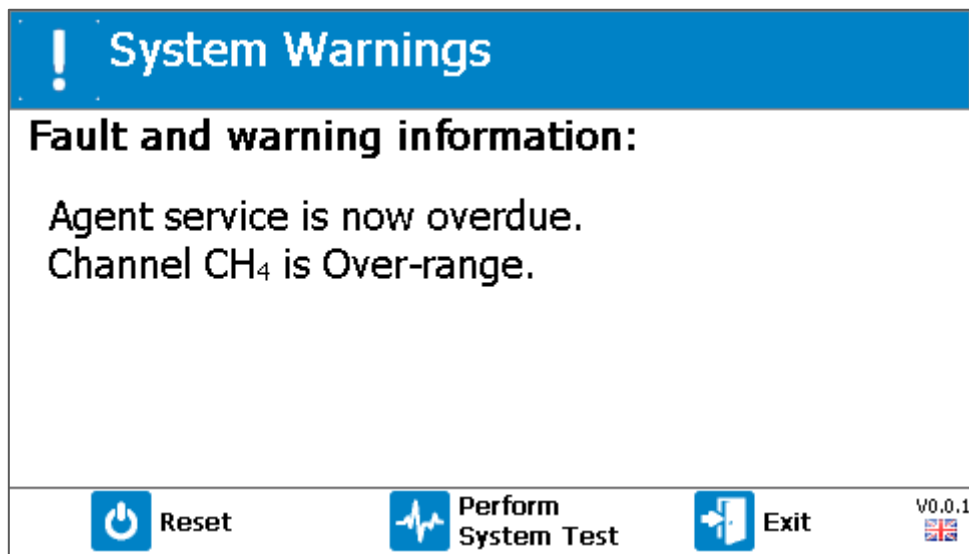 System Warnings
Fault and warning information:
Agent service is now overdue.
Channel CH₄ is Over-range.
Reset
Perform
System Test
Exit
V0.0.1